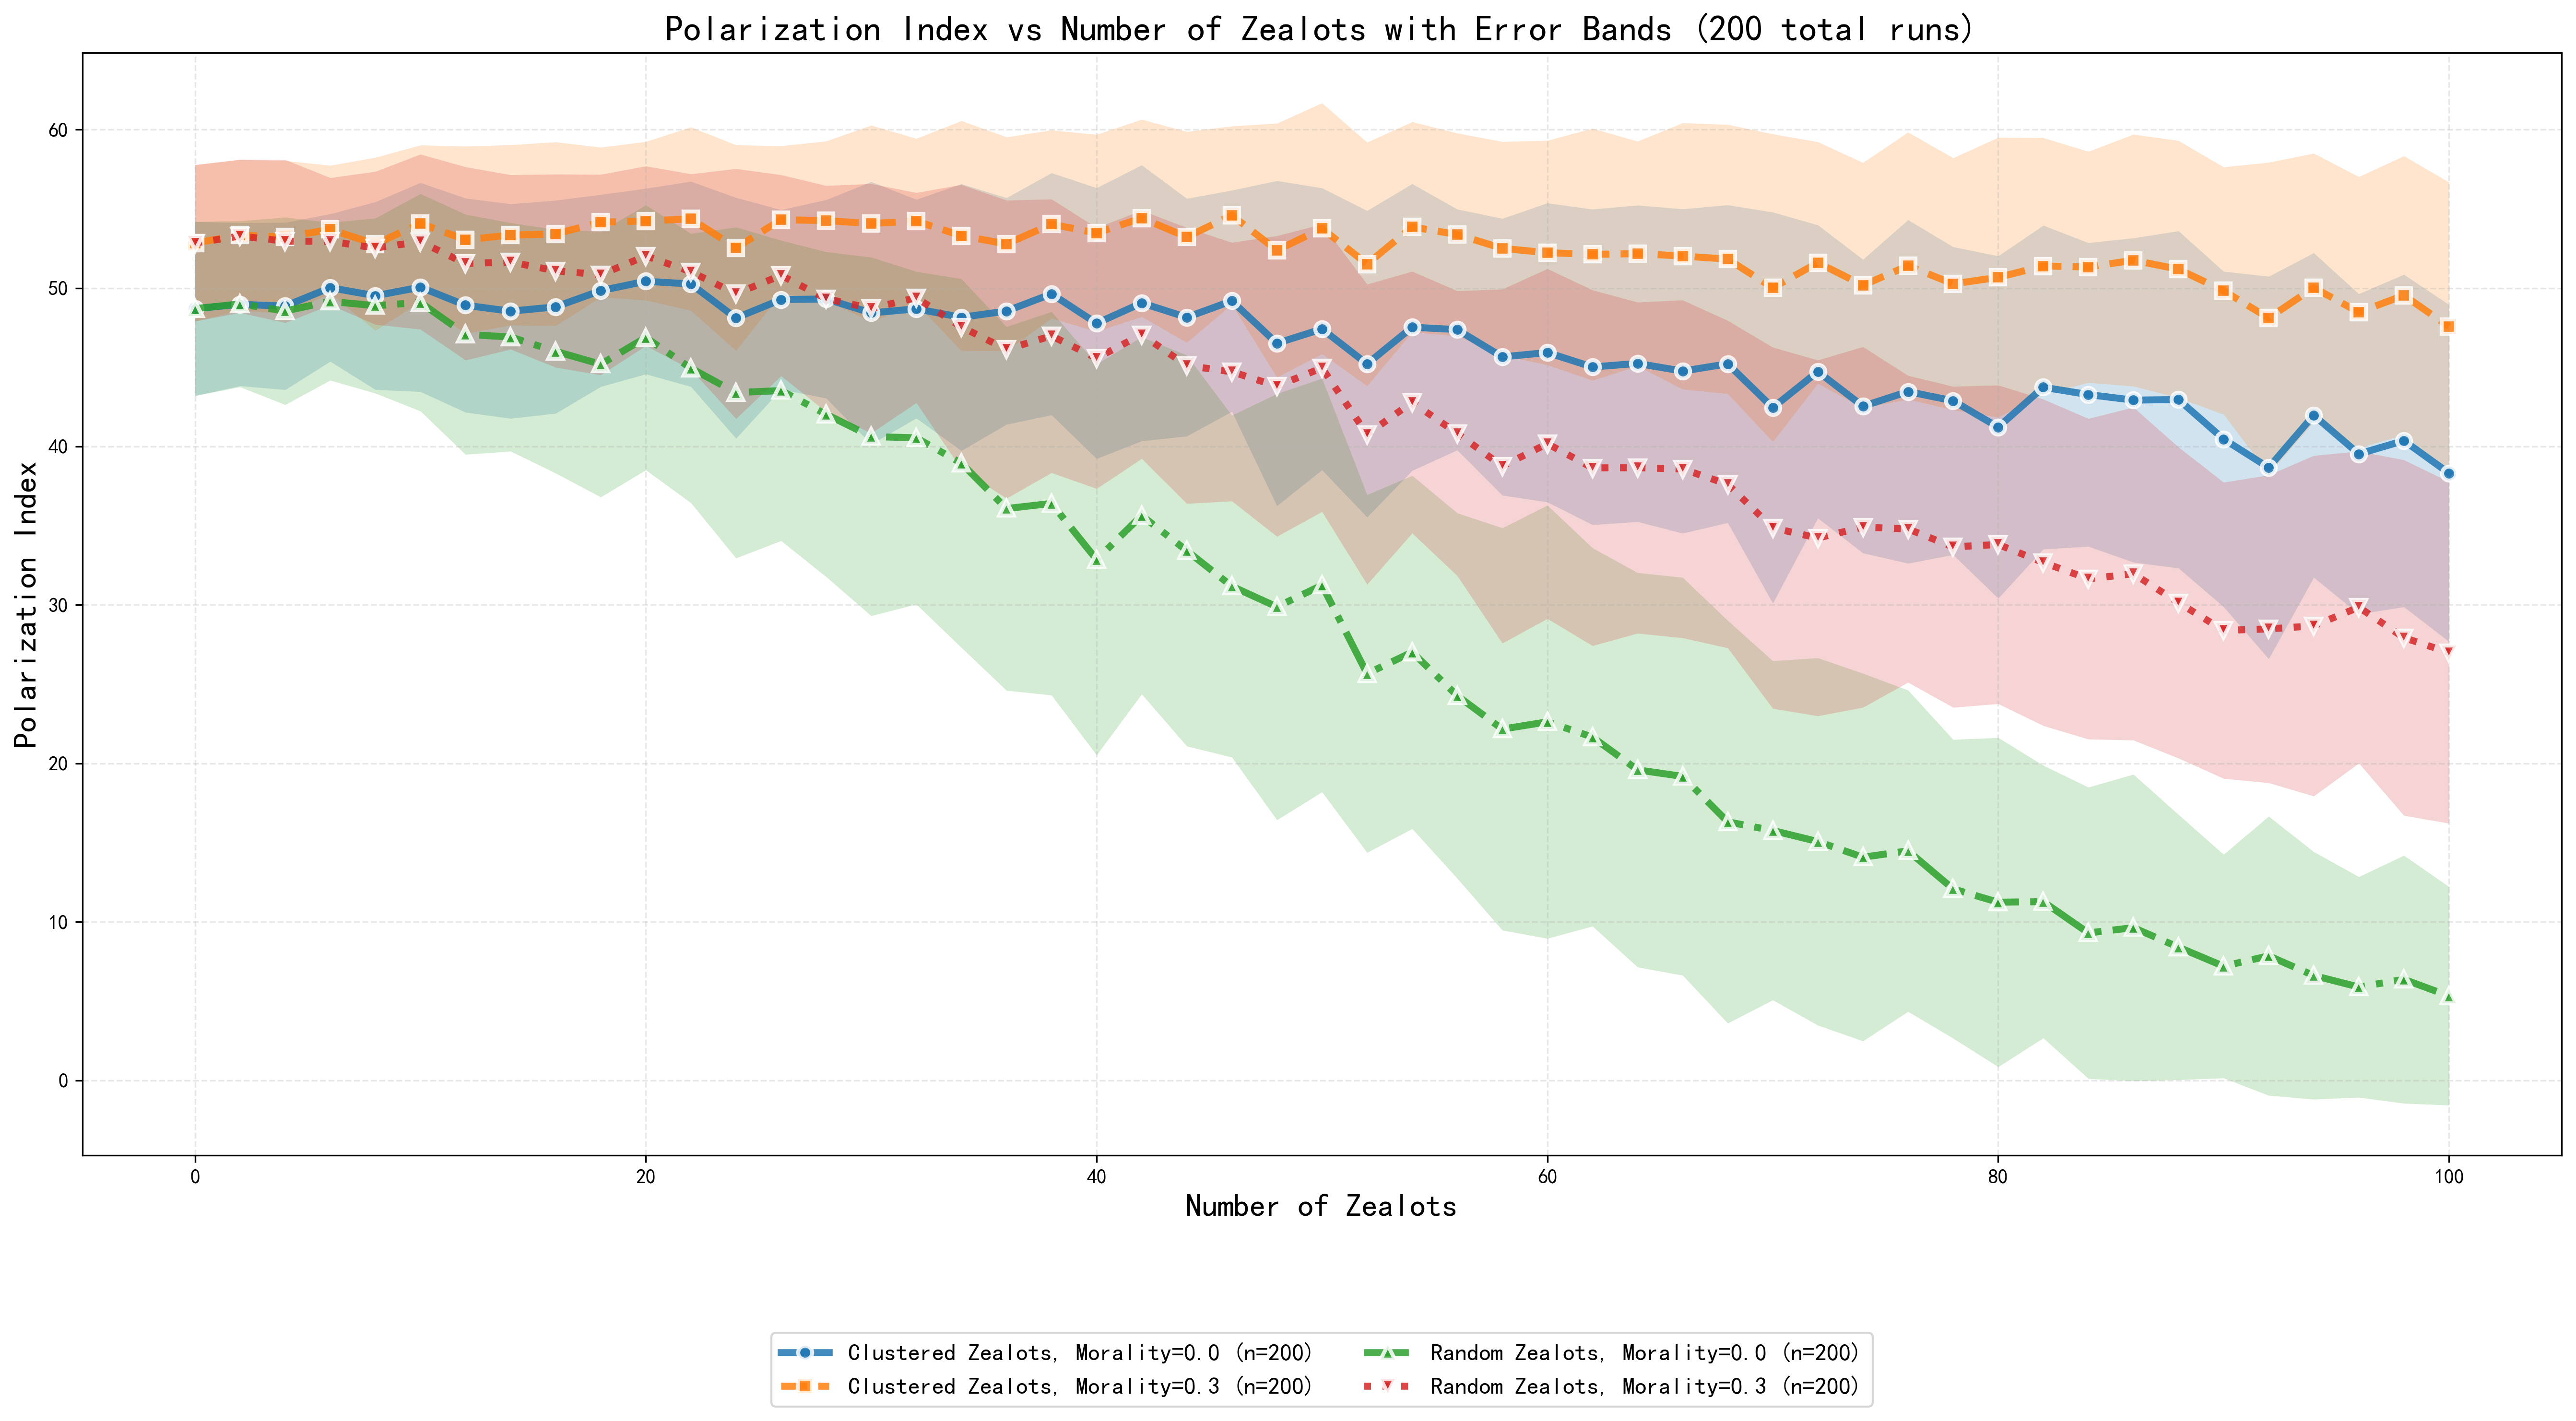 Polarization Index vs Number of Zealots with Error Bands (200 total runs)
Polarization Index
60
50
40
30
20
10
0
0 20 40 60 80 100
Number of Zealots
Clustered Zealots, Morality=0.0 (n=200)
Clustered Zealots, Morality=0.3 (n=200)
Random Zealots, Morality=0.0 (n=200)
Random Zealots, Morality=0.3 (n=200)